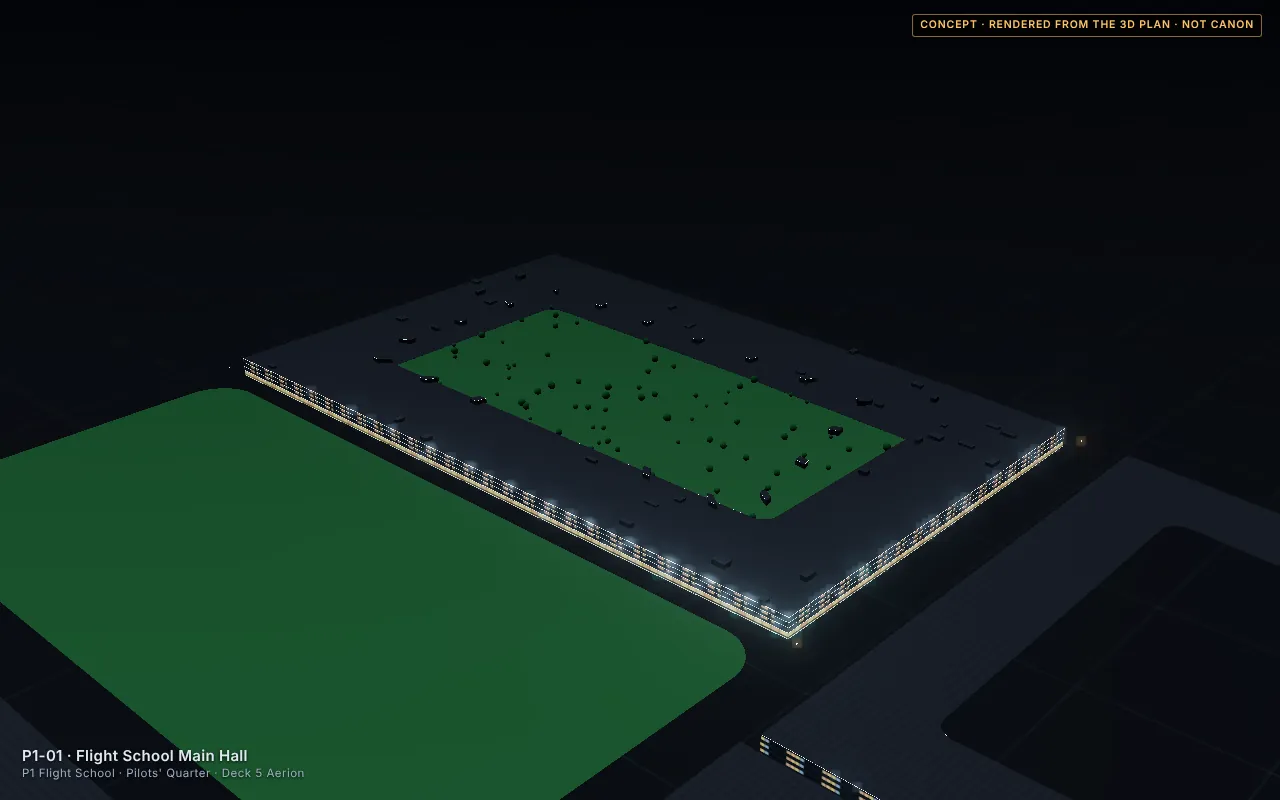 CONCEPT · RENDERED FROM THE 3D PLAN · NOT CANON
P1-01 · Flight School Main Hall
P1 Flight School · Pilots' Quarter · Deck 5 Aerion